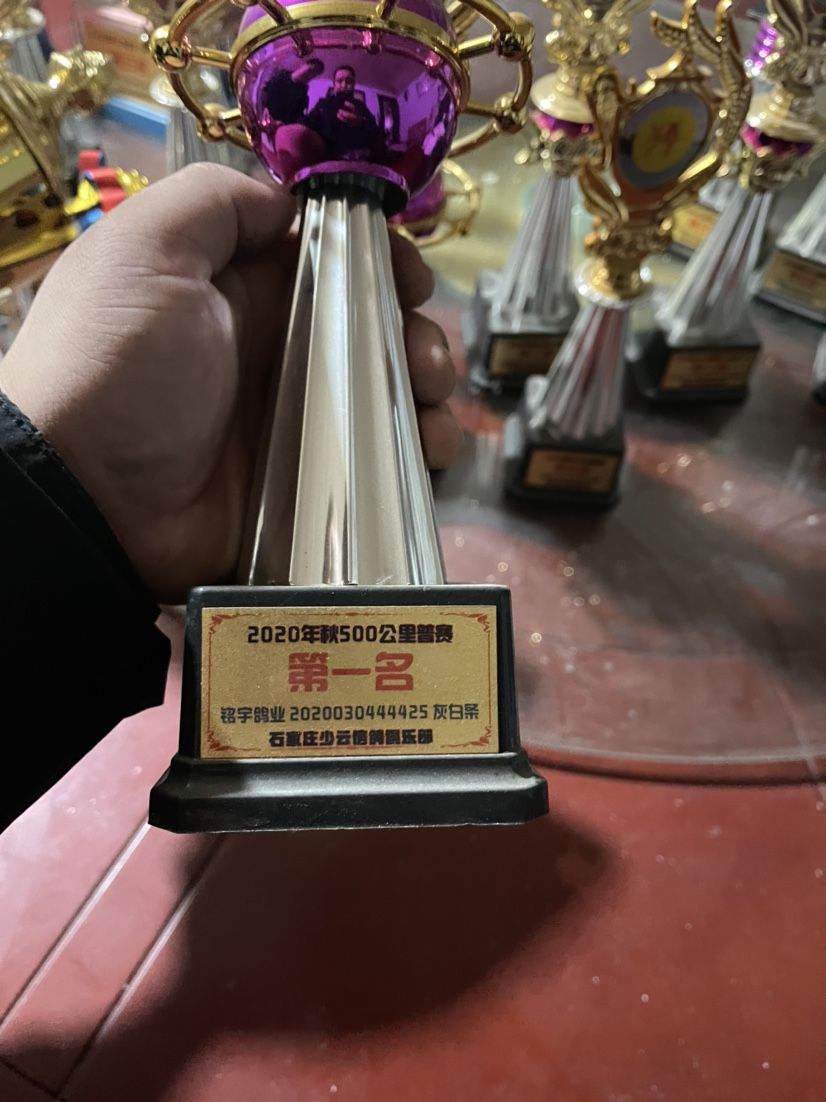 2020年秋500公里普赛
第一名
铭宇鸽业 2020030444425 灰白条
石家庄少云信鸽俱乐部